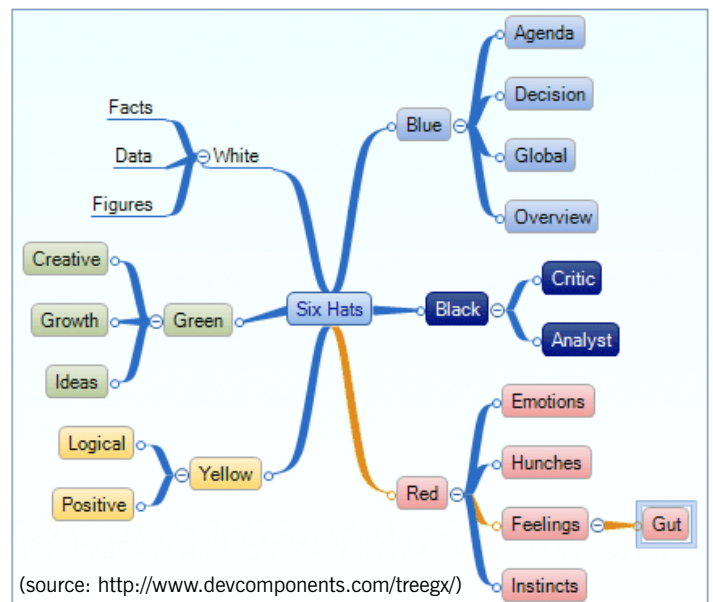 Agenda
Decision
Blue
Global
Overview
Facts
Data
White
Figures
Creative
Growth
Green
Ideas
Six Hats
Black
Critic
Analyst
Logical
Yellow
Positive
Red
Emotions
Hunches
Feelings
Gut
Instincts
(source: http://www.devcomponents.com/treegx/)